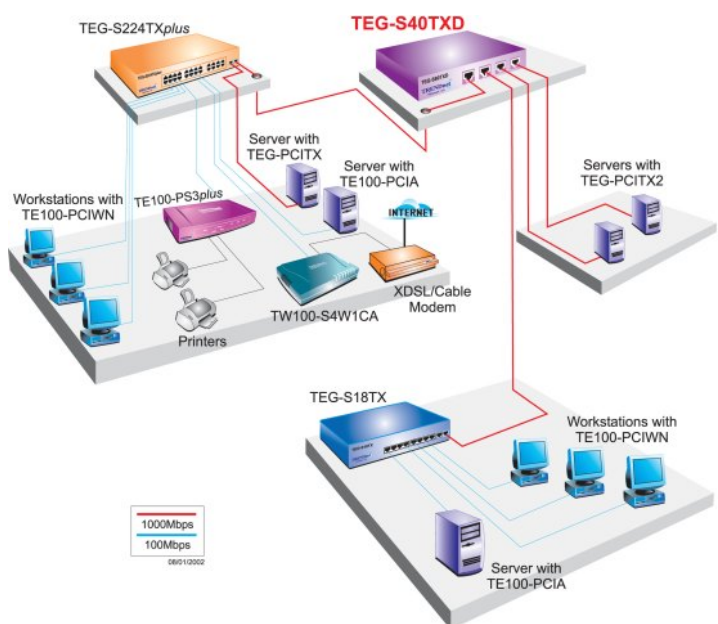 TEG-S224TXplus
TEG-S40TXD
TRENDnet
Server with
TEG-PCITX
Server with
TE100-PCIA
Servers with
TEG-PCITX2
Workstations with
TE100-PCIWN
TE100-PS3plus
INTERNET
Printers
TW100-S4W1CA
XDSL/Cable
Modem
TEG-S18TX
Workstations with
TE100-PCIWN
Server with
TE100-PCIA
1000Mbps
100Mbps
08/01/2002